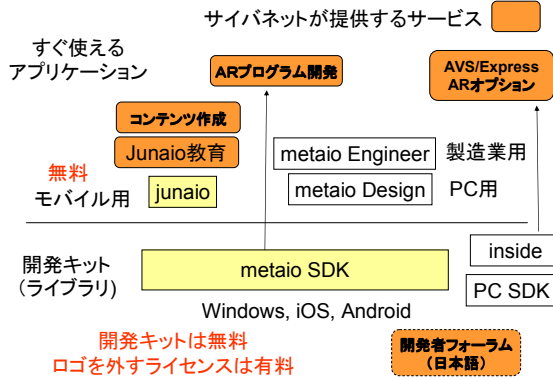 サイバネットが提供するサービス
すぐ使える
アプリケーション
ARプログラム開発
AVS/Express
ARオプション
コンテンツ作成
Junaio教育
metaio Engineer
製造業用
無料
モバイル用
junaio
metaio Design
PC用
開発キット
(ライブラリ)
metaio SDK
inside
PC SDK
Windows, iOS, Android
開発キットは無料
ロゴを外すライセンスは有料
開発者フォーラム
(日本語)